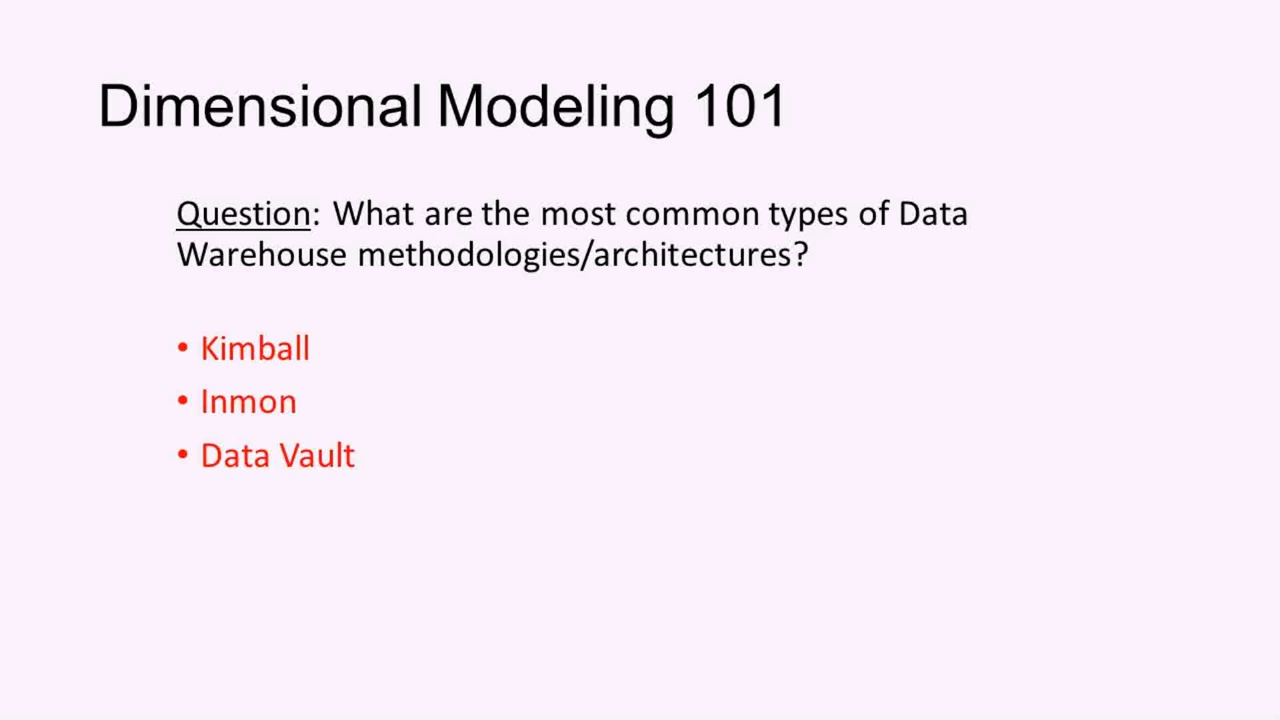 Dimensional Modeling 101
Question: What are the most common types of Data
Warehouse methodologies/architectures?
• Kimball
• Inmon
• Data Vault